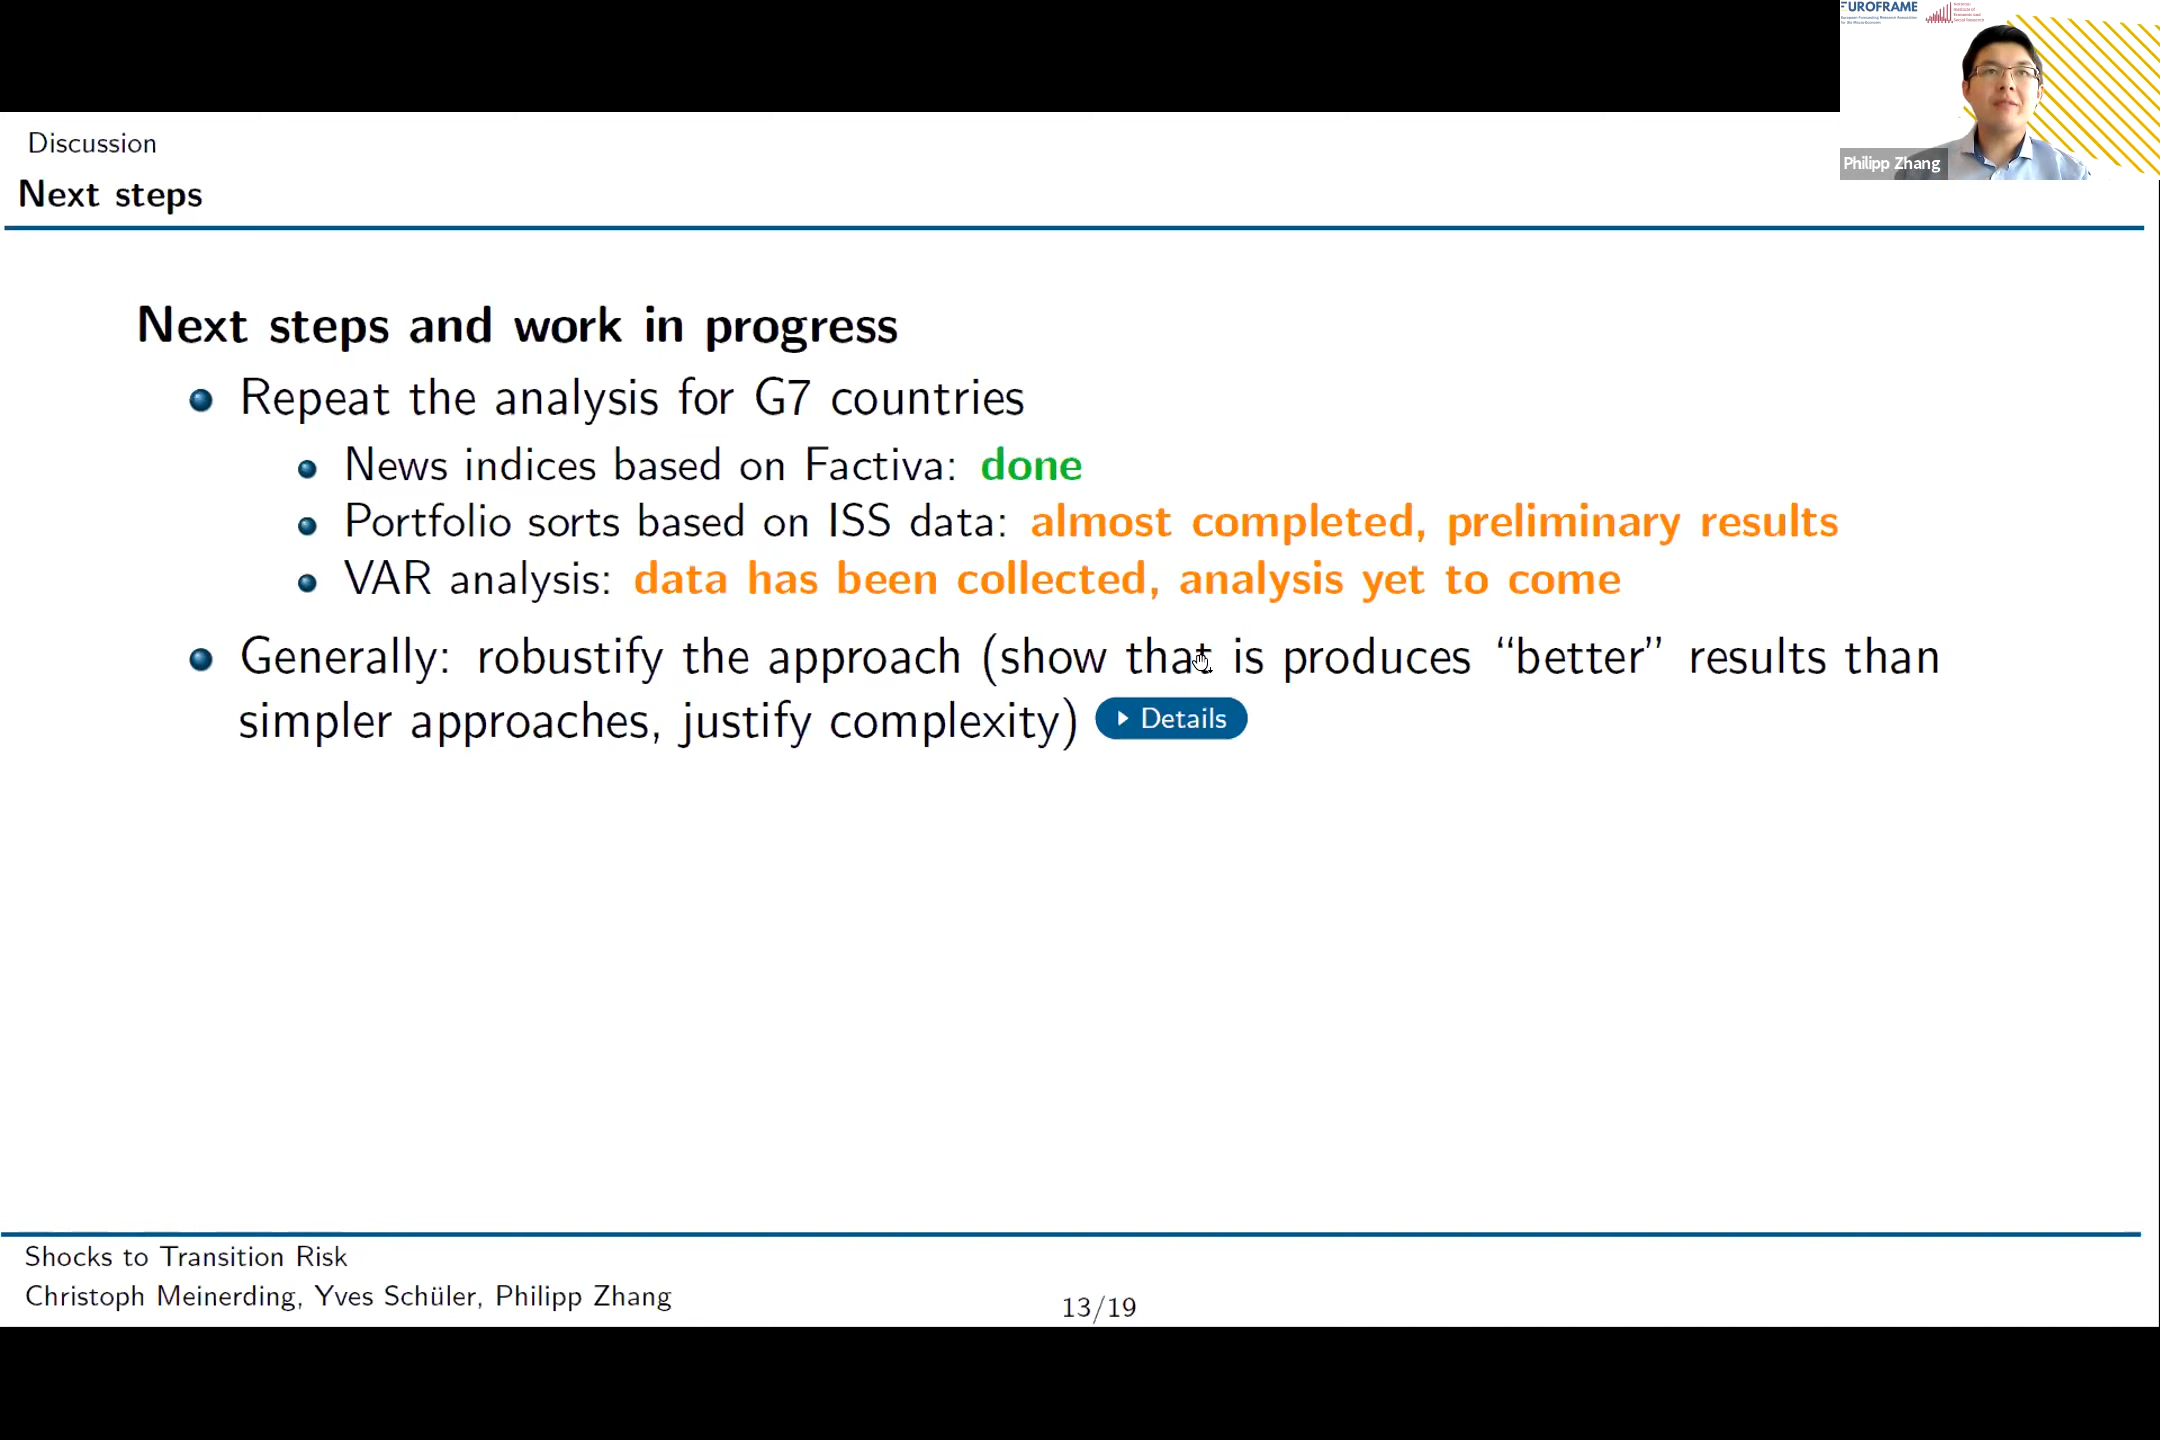 EUROFRAME
Philipp Zhang
Discussion
Next steps
Next steps and work in progress
Repeat the analysis for G7 countries
News indices based on Factiva: done
Portfolio sorts based on ISS data: almost completed, preliminary results
VAR analysis: data has been collected, analysis yet to come
Generally: robustify the approach (show that is produces “better” results than
simpler approaches, justify complexity) Details
Shocks to Transition Risk
Christoph Meinerding, Yves Schüler, Philipp Zhang
13/19